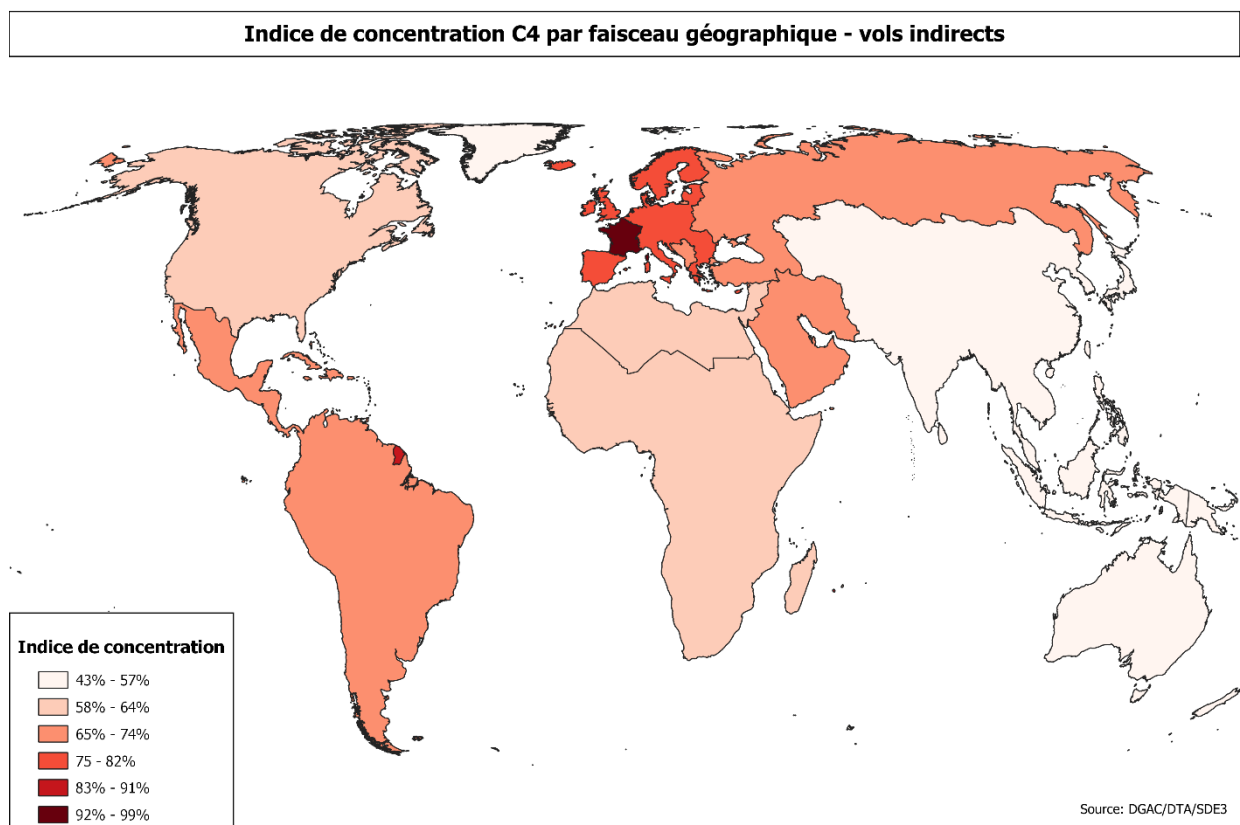 Indice de concentration C4 par faisceau géographique - vols indirects
Indice de concentration
43% - 57%
58% - 64%
65% - 74%
75 - 82%
83% - 91%
92% - 99%
Source: DGAC/DTA/SDE3